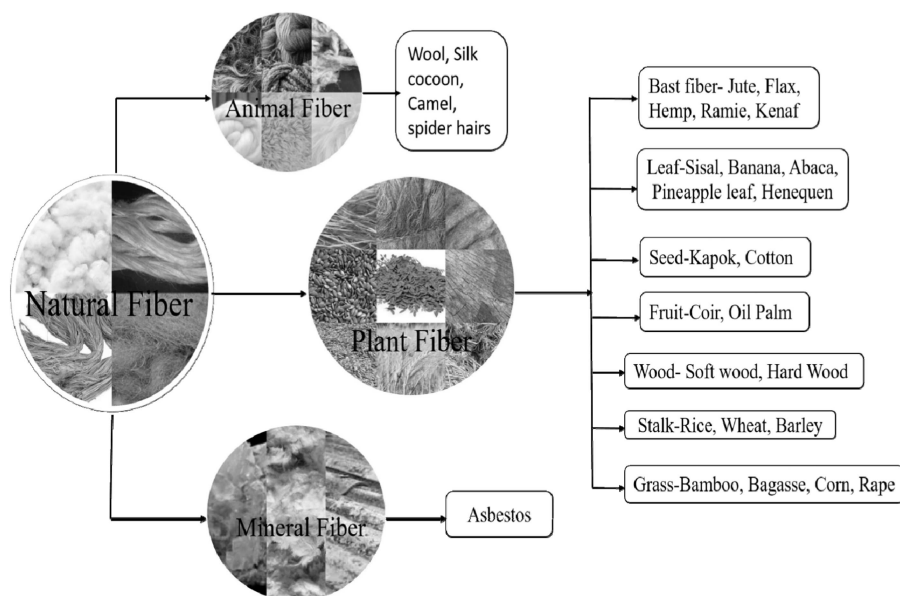 Natural Fiber
Animal Fiber
Wool, Silk
cocoon,
Camel,
spider hairs
Plant Fiber
Bast fiber- Jute, Flax,
Hemp, Ramie, Kenaf
Leaf-Sisal, Banana, Abaca,
Pineapple leaf, Henequen
Seed-Kapok, Cotton
Fruit-Coir, Oil Palm
Wood- Soft wood, Hard Wood
Stalk-Rice, Wheat, Barley
Grass-Bamboo, Bagasse, Corn, Rape
Mineral Fiber
Asbestos